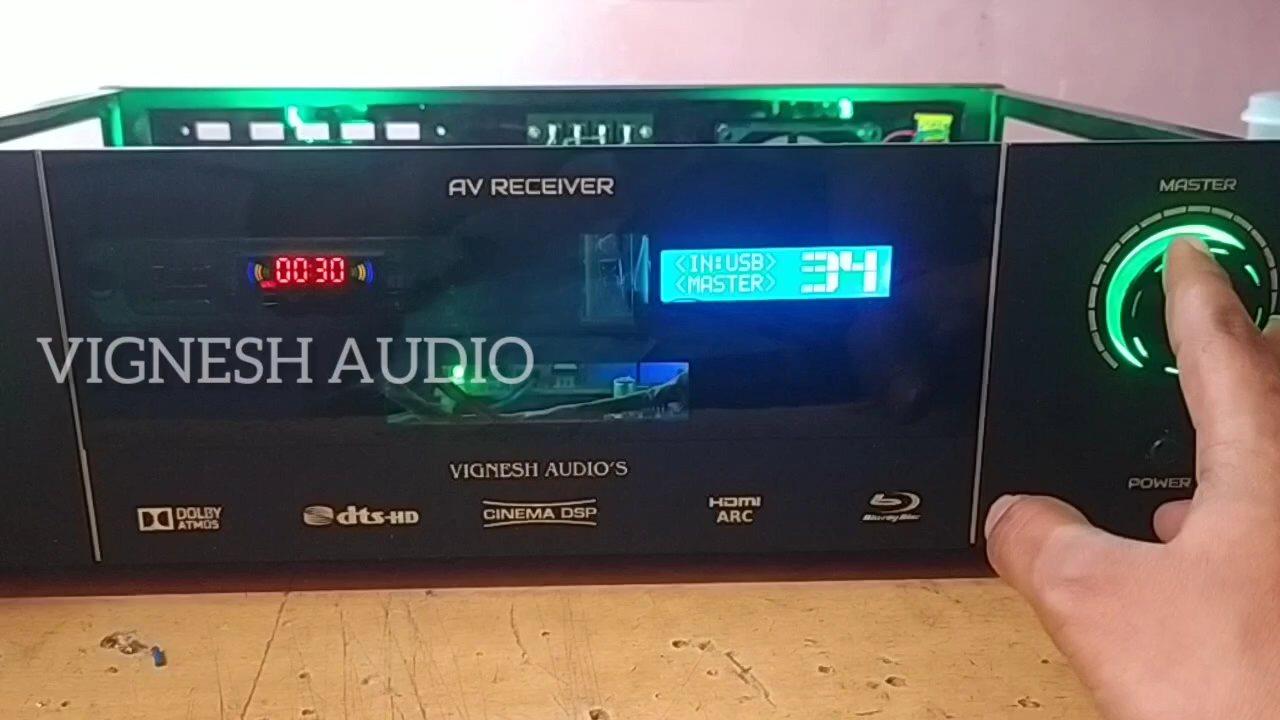 AV RECEIVER
MASTER
00:30
<IN:USB>
<MASTER> 34
VIGNESH AUDIO
POWER
VIGNESH AUDIO'S
DOLBY
ATMOS
dts-HD
CINEMA DSP
HDMI
ARC
Blu-ray Disc